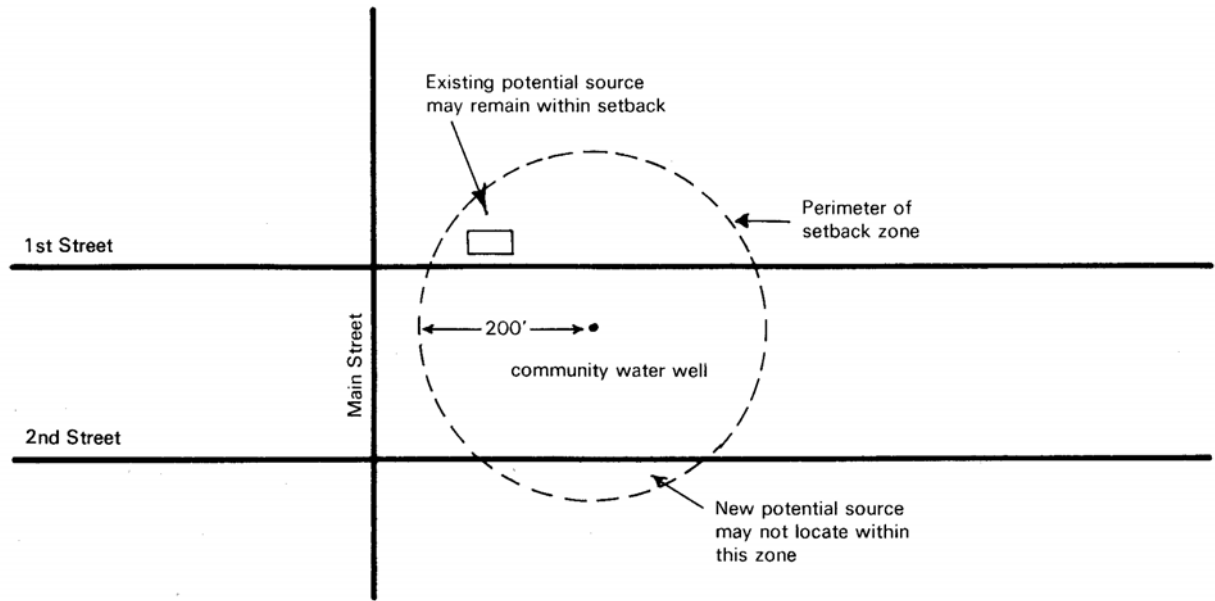 Existing potential source
may remain within setback
Perimeter of
setback zone
1st Street
200'
Main Street
community water well
2nd Street
New potential source
may not locate within
this zone